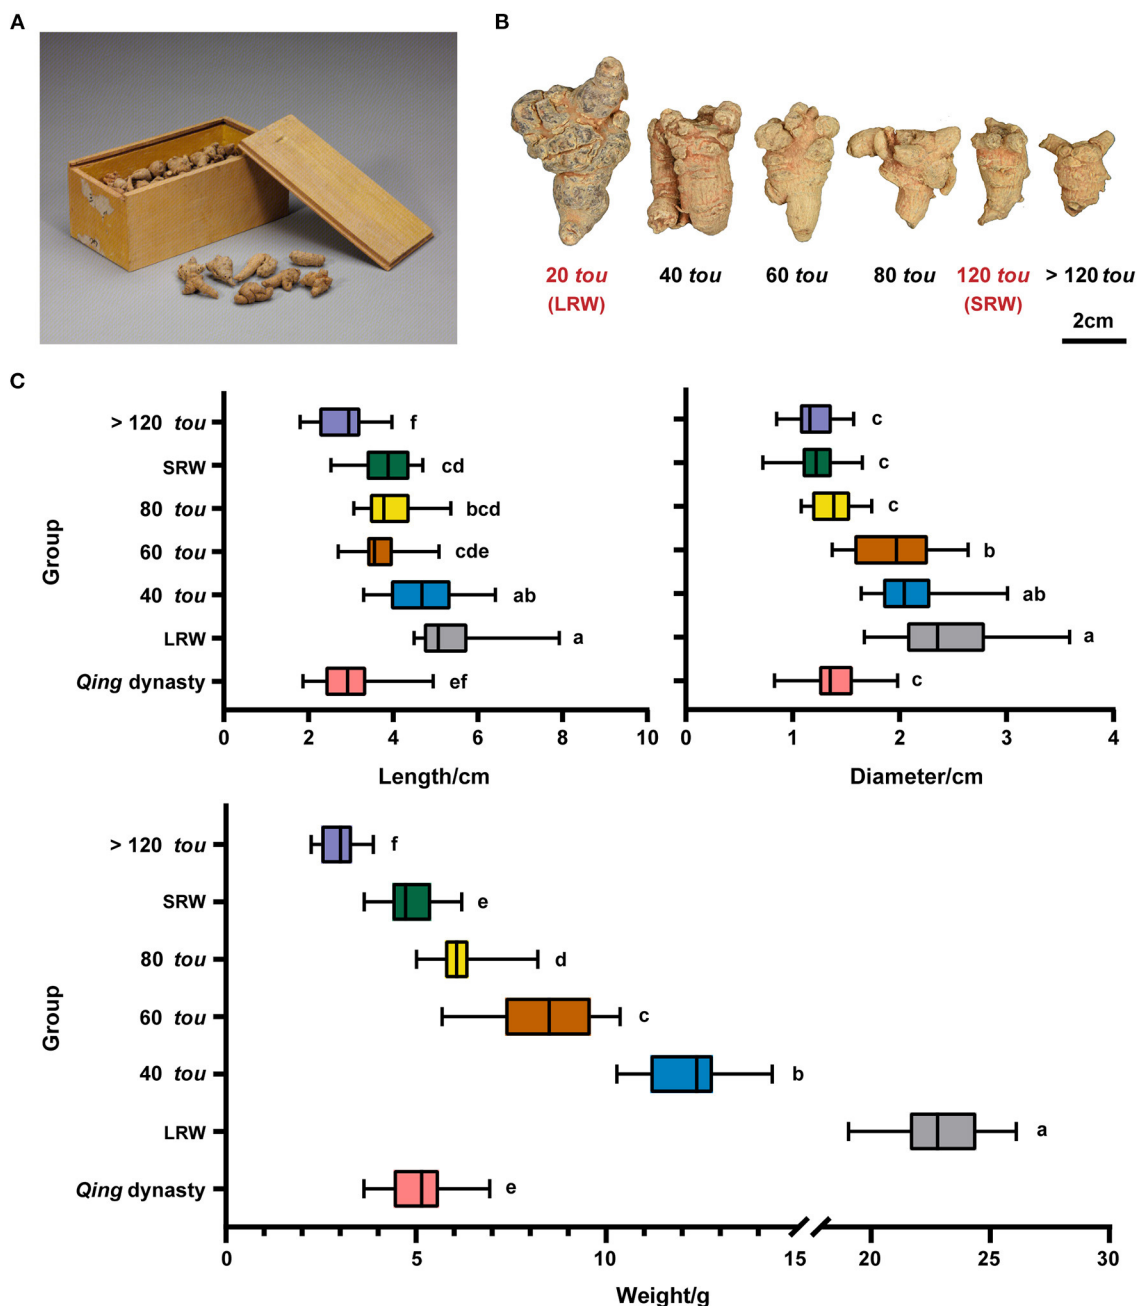 A
B
20 tou
(LRW)
40 tou
60 tou
80 tou
120 tou
(SRW)
> 120 tou
2cm
C
Group
> 120 tou
SRW
80 tou
60 tou
40 tou
LRW
Qing dynasty
f
cd
bcd
cde
ab
a
ef
0 2 4 6 8 10
Length/cm
c
c
c
b
ab
a
c
0 1 2 3 4
Diameter/cm
Group
> 120 tou
SRW
80 tou
60 tou
40 tou
LRW
Qing dynasty
f
e
d
c
b
a
e
0 5 10 15 20 25 30
Weight/g